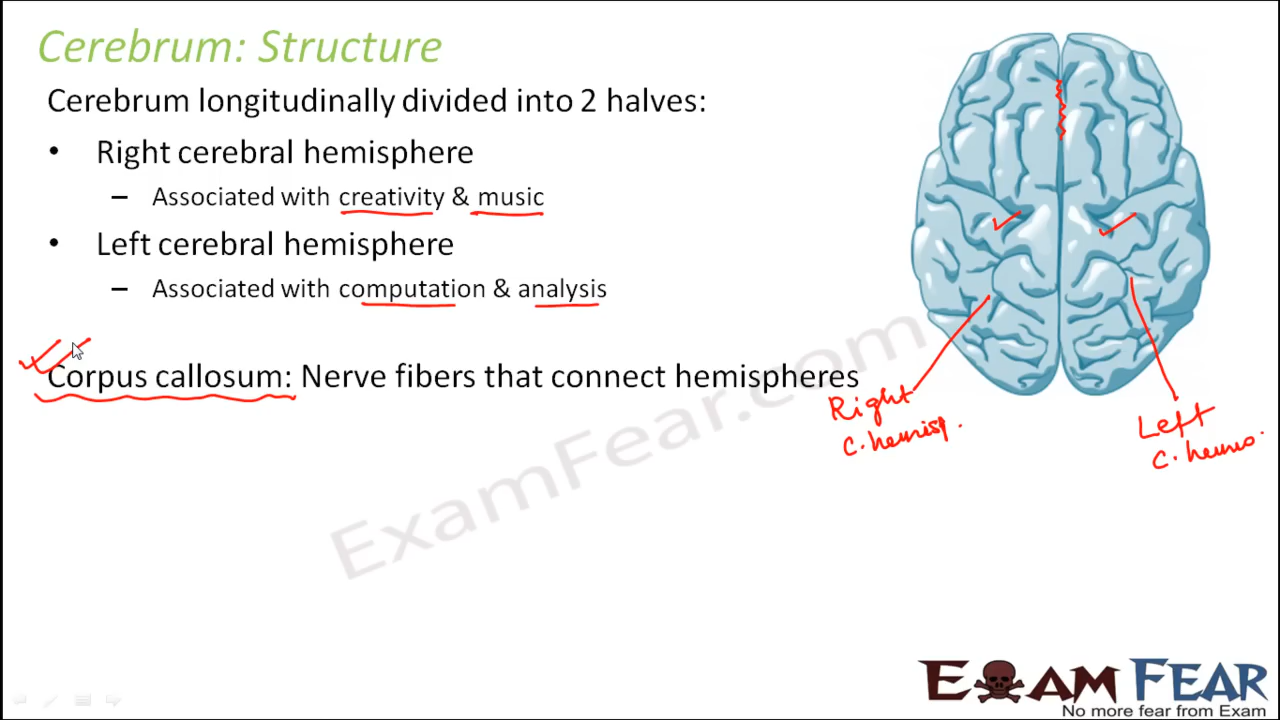 Cerebrum: Structure
Cerebrum longitudinally divided into 2 halves:
• Right cerebral hemisphere
– Associated with creativity & music
• Left cerebral hemisphere
– Associated with computation & analysis
Corpus callosum: Nerve fibers that connect hemispheres
Right
c. hemisp.
Left
c. hemis.
ExamFear.com
EXAM FEAR
No more fear from Exam